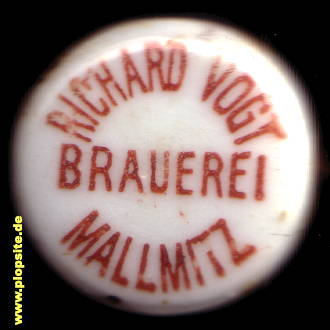 RICHARD VOGT
BRAUEREI
MALLMITZ
www.plopsite.de